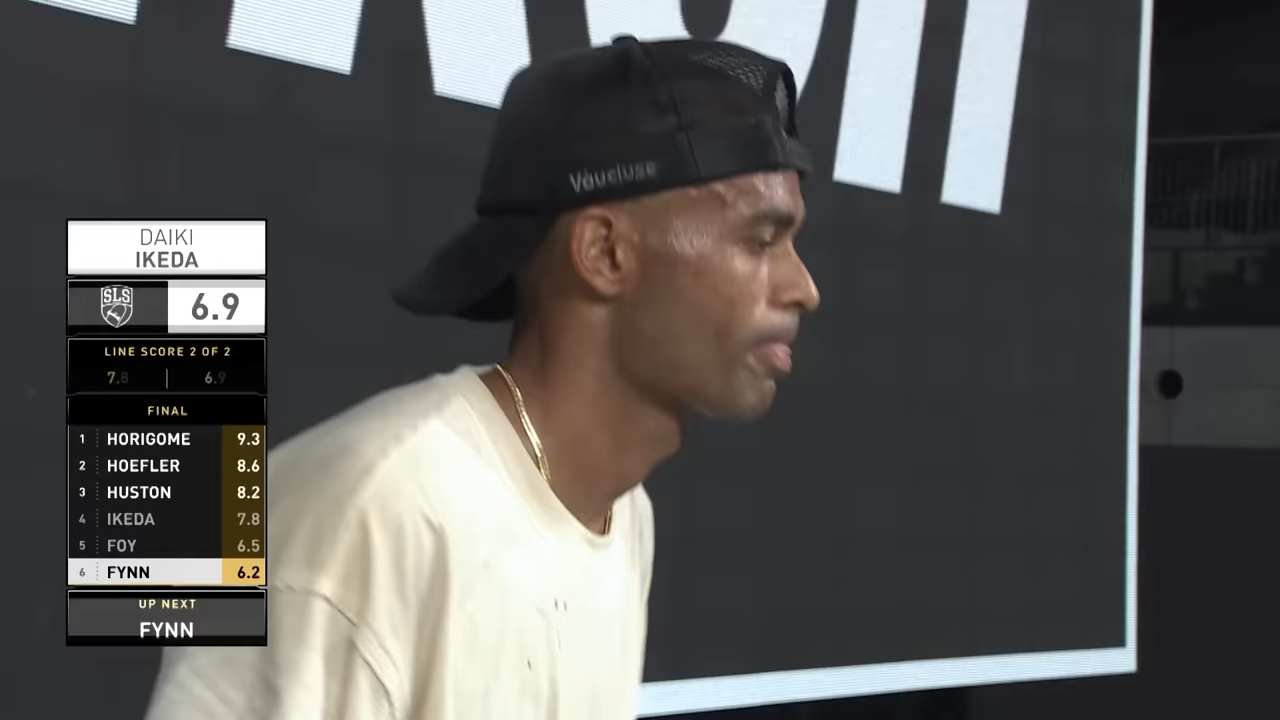 Vaucluse
DAIKI
IKEDA
SLS
6.9
LINE SCORE 2 OF 2
7.8 | 6.9
FINAL
1 HORIGOME 9.3
2 HOEFLER 8.6
3 HUSTON 8.2
4 IKEDA 7.8
5 FOY 6.5
6 FYNN 6.2
UP NEXT
FYNN